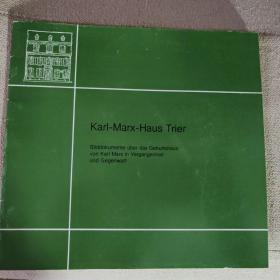 Karl-Marx-Haus Trier
Bilddokumente über das Geburtshaus
von Karl Marx in Vergangenheit
und Gegenwart